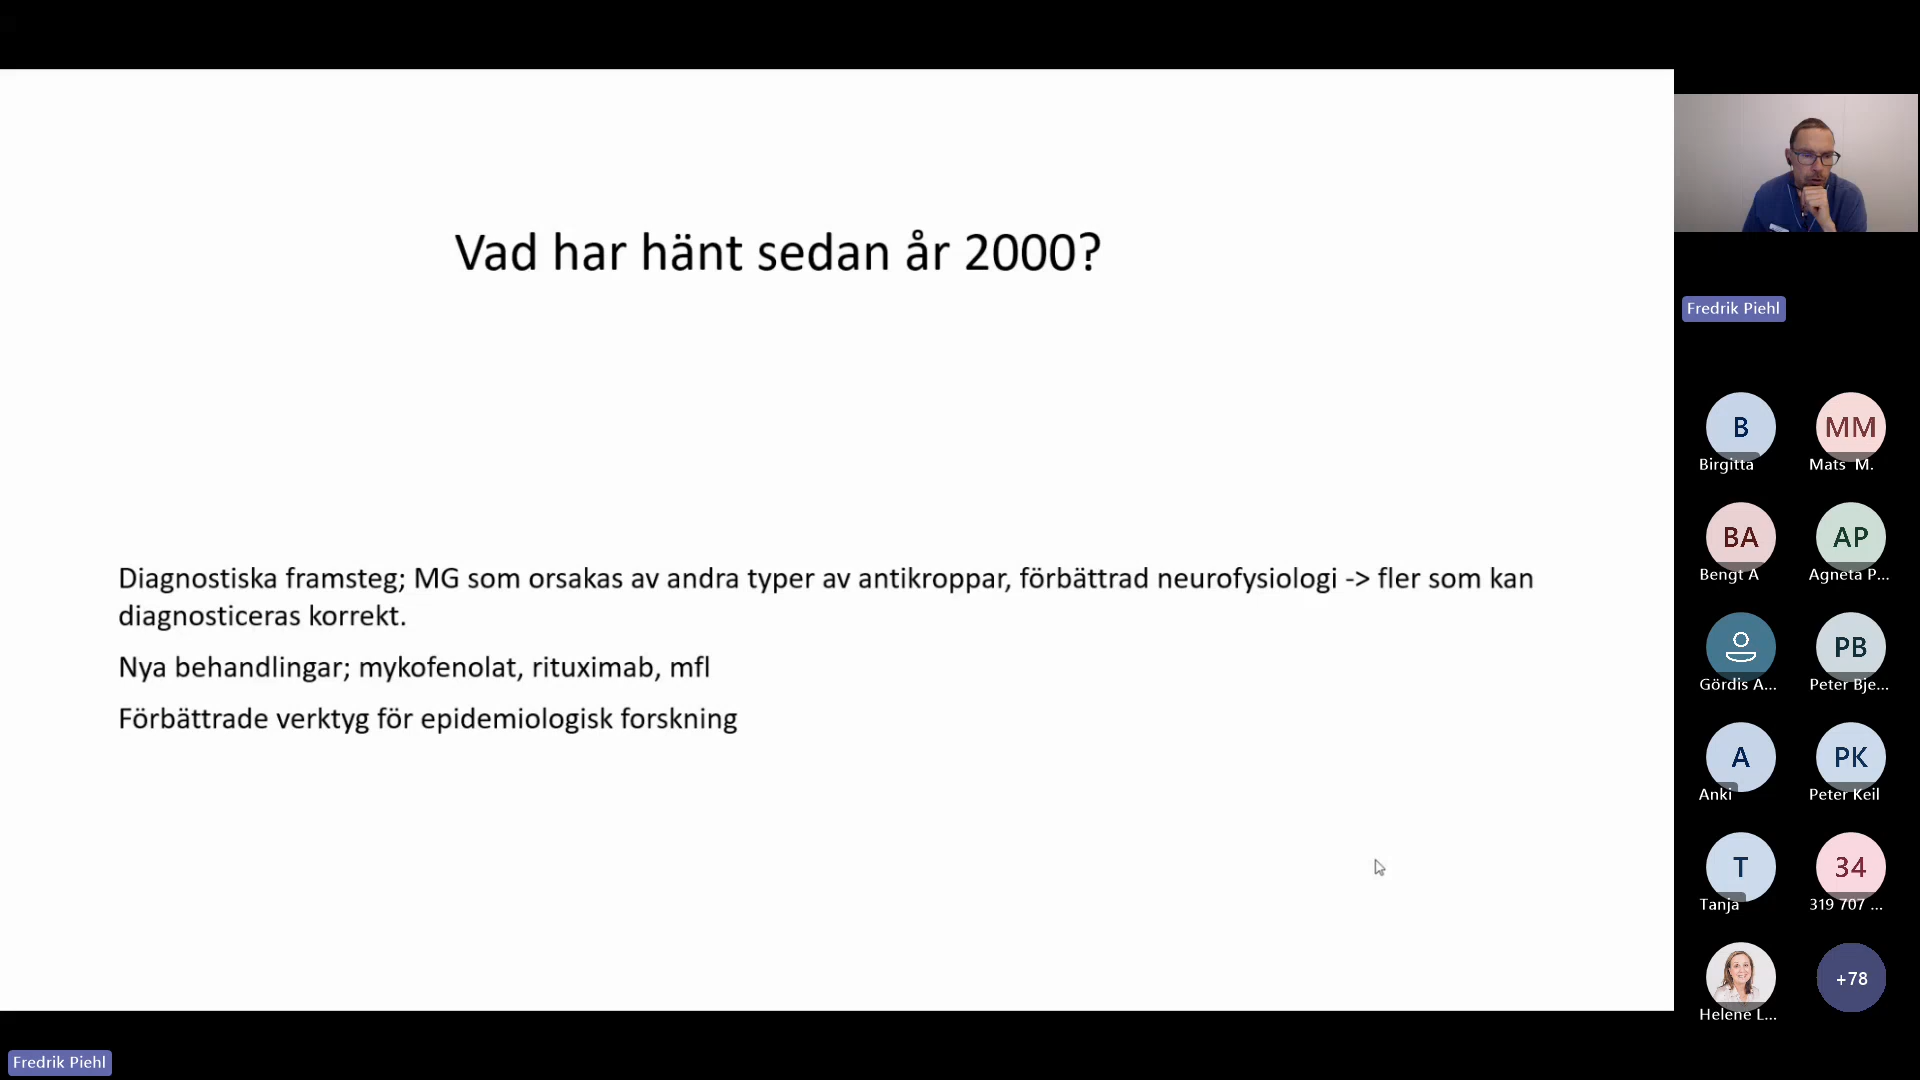 Vad har hänt sedan år 2000?
Diagnostiska framsteg; MG som orsakas av andra typer av antikroppar, förbättrad neurofysiologi -> fler som kan
diagnosticeras korrekt.
Nya behandlingar; mykofenolat, rituximab, mfl
Förbättrade verktyg för epidemiologisk forskning
Fredrik Piehl
B
MM
Birgitta
Mats M.
BA
AP
Bengt A
Agneta P...
PB
Gördis A...
Peter Bje...
A
PK
Anki
Peter Keil
T
34
Tanja
319 707 ...
+78
Helene L...
Fredrik Piehl